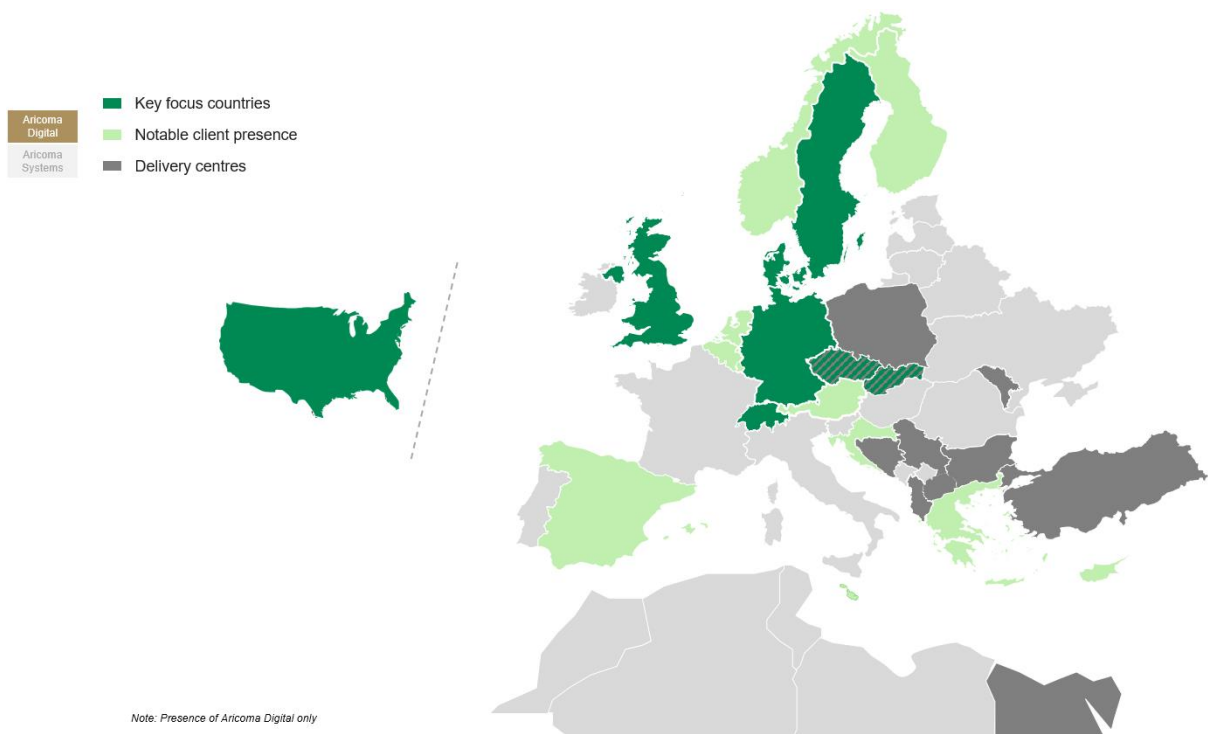 Key focus countries
Aricoma
Digital
Notable client presence
Aricoma
Systems
Delivery centres
Note: Presence of Aricoma Digital only